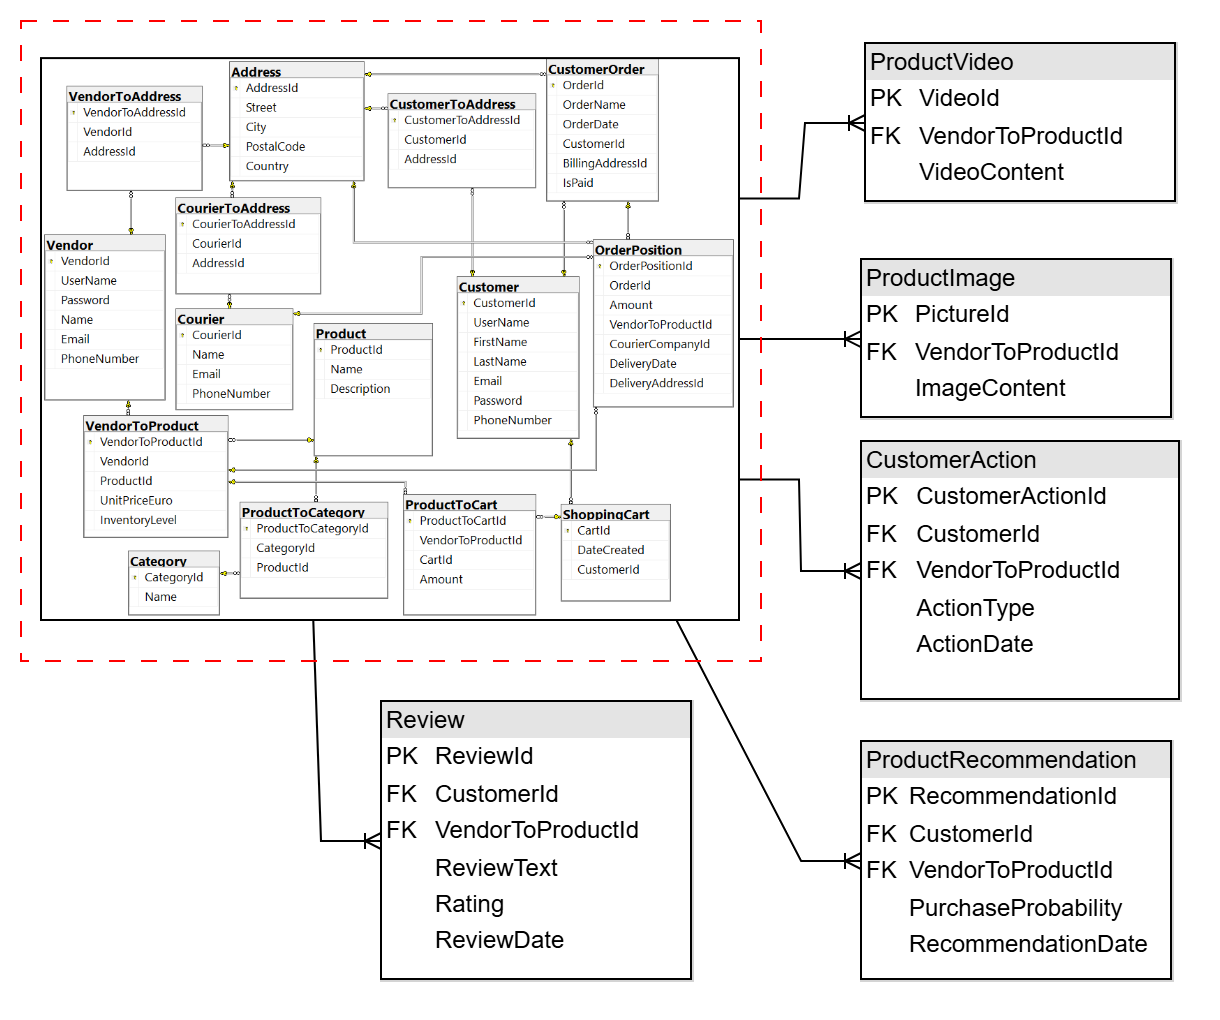 Address
AddressId
Street
City
PostalCode
Country
VendorToAddress
VendorToAddressId
VendorId
AddressId
CustomerToAddress
CustomerToAddressId
CustomerId
AddressId
CustomerOrder
OrderId
OrderName
OrderDate
CustomerId
BillingAddressId
IsPaid
CourierToAddress
CourierToAddressId
CourierId
AddressId
Vendor
VendorId
UserName
Password
Name
Email
PhoneNumber
Courier
CourierId
Name
Email
PhoneNumber
Product
ProductId
Name
Description
Customer
CustomerId
UserName
FirstName
LastName
Email
Password
PhoneNumber
OrderPosition
OrderPositionId
OrderId
Amount
VendorToProductId
CourierCompanyId
DeliveryDate
DeliveryAddressId
VendorToProduct
VendorToProductId
VendorId
ProductId
UnitPriceEuro
InventoryLevel
ProductToCategory
ProductToCategoryId
CategoryId
ProductId
ProductToCart
ProductToCartId
VendorToProductId
CartId
Amount
ShoppingCart
CartId
DateCreated
CustomerId
Category
CategoryId
Name
ProductVideo
PK VideoId
FK VendorToProductId
VideoContent
ProductImage
PK PictureId
FK VendorToProductId
ImageContent
CustomerAction
PK CustomerActionId
FK CustomerId
FK VendorToProductId
ActionType
ActionDate
Review
PK ReviewId
FK CustomerId
FK VendorToProductId
ReviewText
Rating
ReviewDate
ProductRecommendation
PK RecommendationId
FK CustomerId
FK VendorToProductId
PurchaseProbability
RecommendationDate